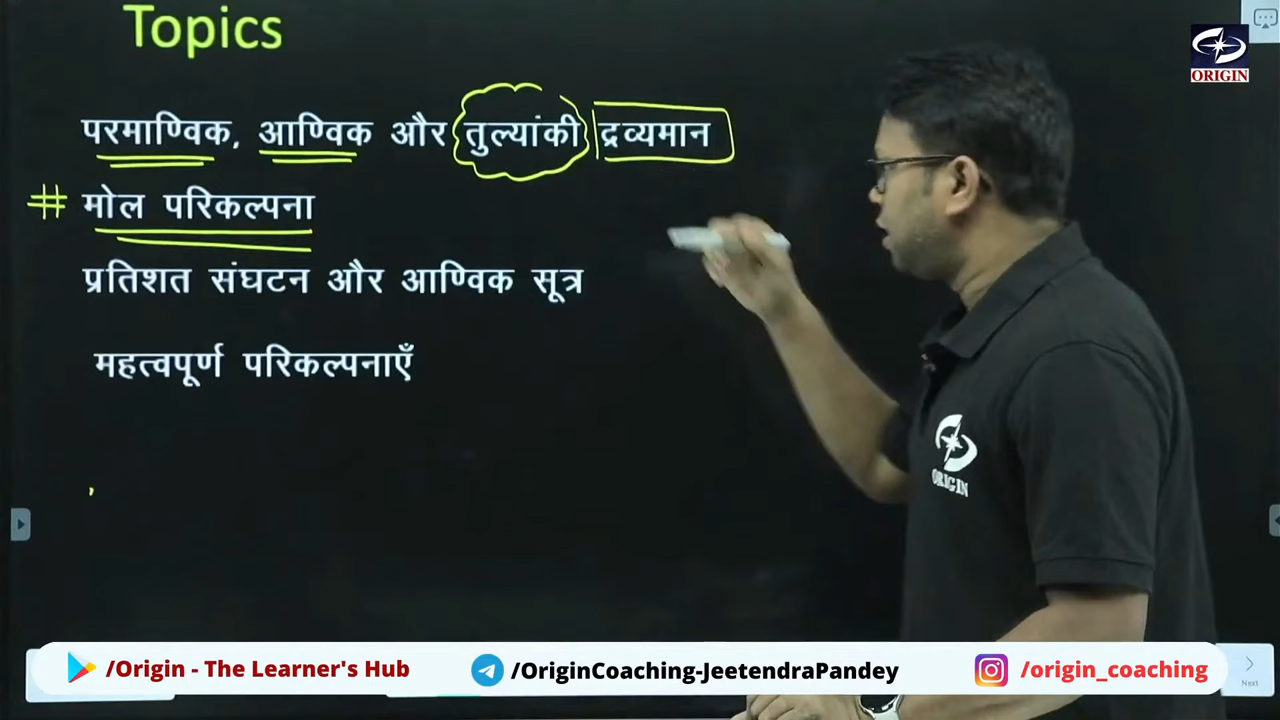 Topics
परमाण्विक, आण्विक और तुल्यांकी द्रव्यमान
# मोल परिकल्पना
प्रतिशत संघटन और आण्विक सूत्र
महत्वपूर्ण परिकल्पनाएँ
ORIGIN
ORIGIN
/Origin - The Learner's Hub
/OriginCoaching-JeetendraPandey
/origin_coaching
Next